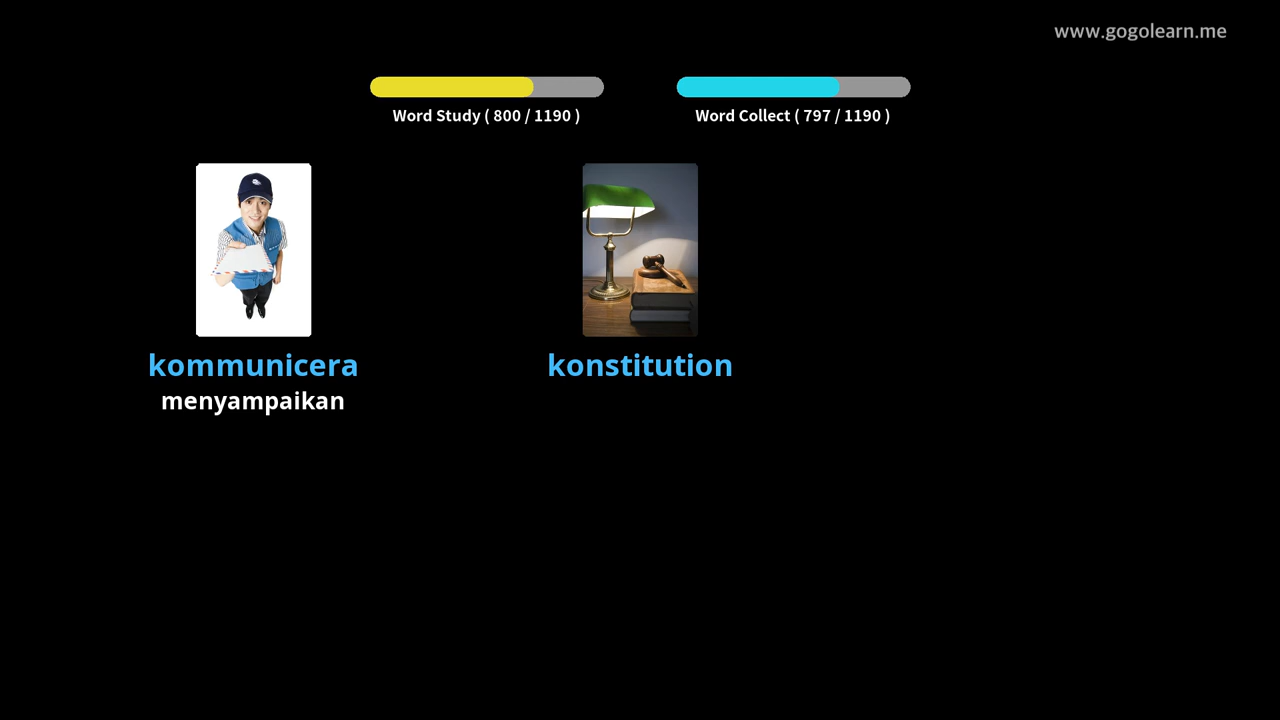 www.gogolearn.me
Word Study ( 800 / 1190 )
Word Collect ( 797 / 1190 )
kommunicera
menyampaikan
konstitution